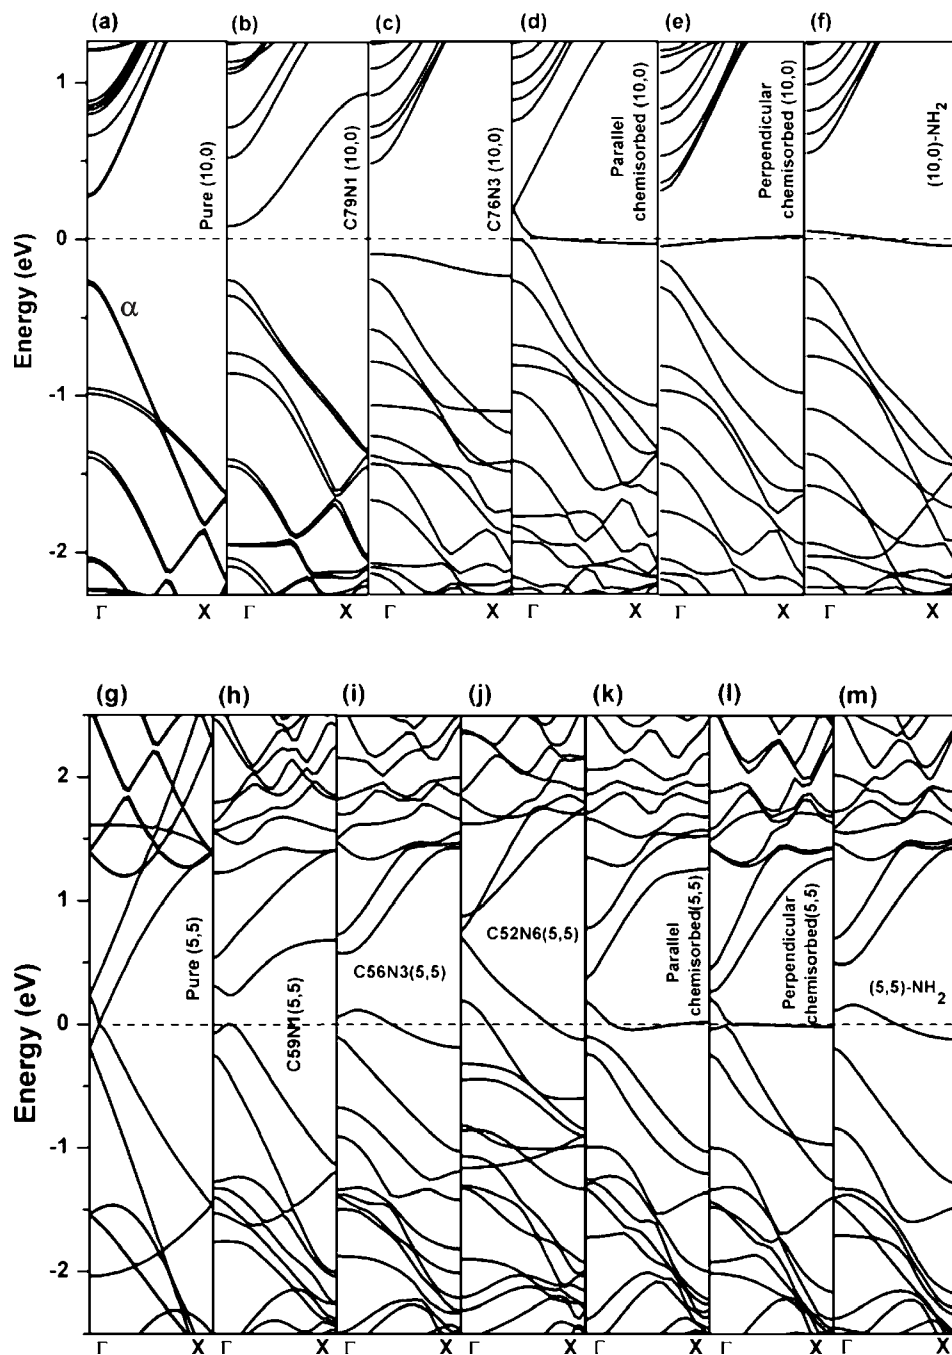 (a) (b) (c) (d) (e) (f)
1
0
-1
-2
Energy (eV)
α
Pure (10,0)
C79N1 (10,0)
C76N3 (10,0)
Parallel
chemisorbed (10,0)
Perpendicular
chemisorbed (10,0)
(10,0)-NH2
Γ X Γ X Γ X Γ X Γ X Γ X
(g) (h) (i) (j) (k) (l) (m)
2
1
0
-1
-2
Energy (eV)
Pure (5,5)
C59N1(5,5)
C56N3(5,5)
C52N6(5,5)
Parallel
chemisorbed(5,5)
Perpendicular
chemisorbed(5,5)
(5,5)-NH2
Γ X Γ X Γ X Γ X Γ X Γ X Γ X